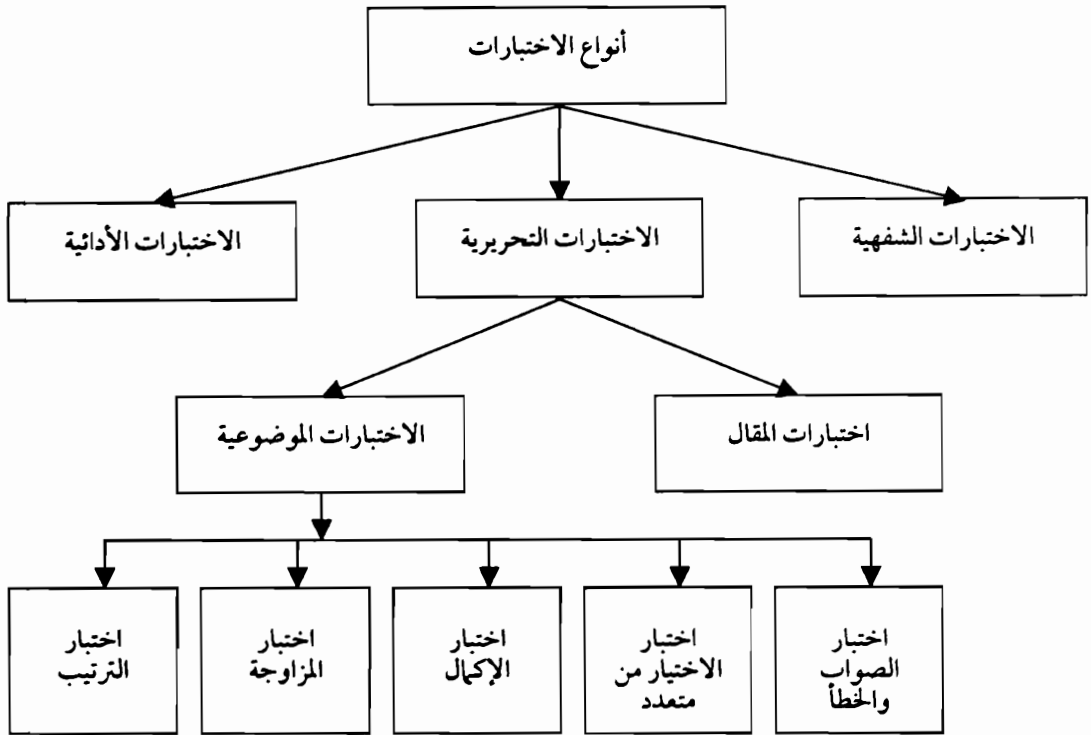 أنواع الاختبارات
الاختبارات الشفهية
الاختبارات التحريرية
الاختبارات الأدائية
اختبارات المقال
الاختبارات الموضوعية
اختبار
الصواب
والخطأ
اختبار
الاختيار من
متعدد
اختبار
الإكمال
اختبار
المزاوجة
اختبار
الترتيب